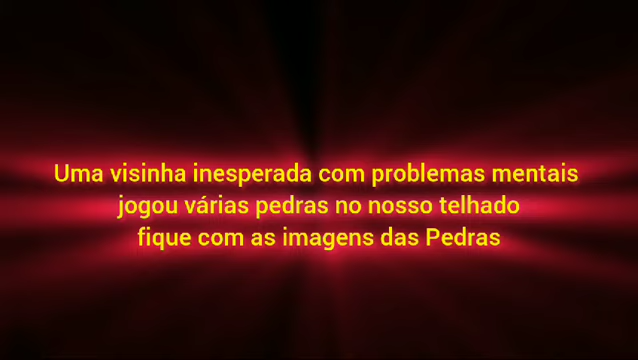 Uma visinha inesperada com problemas mentais
jogou várias pedras no nosso telhado
fique com as imagens das Pedras